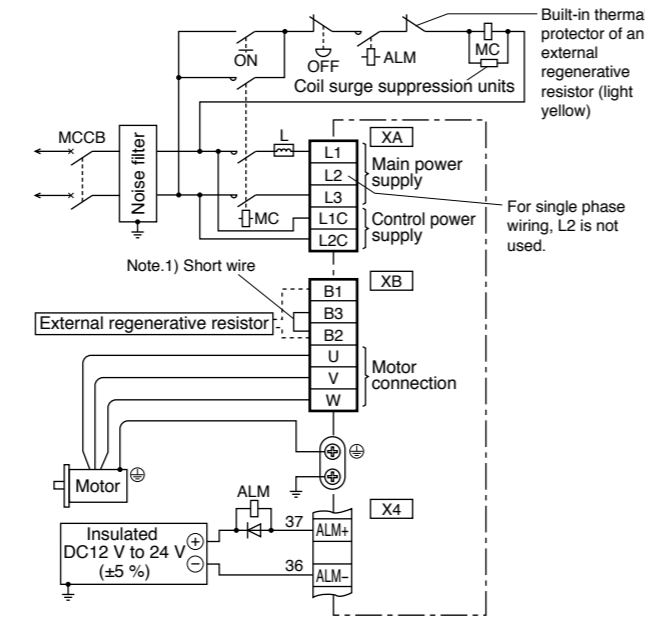 Built-in therma
protector of an
external
regenerative
resistor (light
yellow)
ON
OFF
ALM
MC
Coil surge suppression units
MCCB
Noise filter
L
XA
L1
L2
L3
Main power
supply
L1C
L2C
Control power
supply
MC
For single phase
wiring, L2 is not
used.
Note.1) Short wire
XB
B1
B3
B2
External regenerative resistor
U
V
W
Motor
connection
Motor
ALM
X4
Insulated
DC12 V to 24 V
(±5 %)
+
−
37
ALM+
36
ALM−